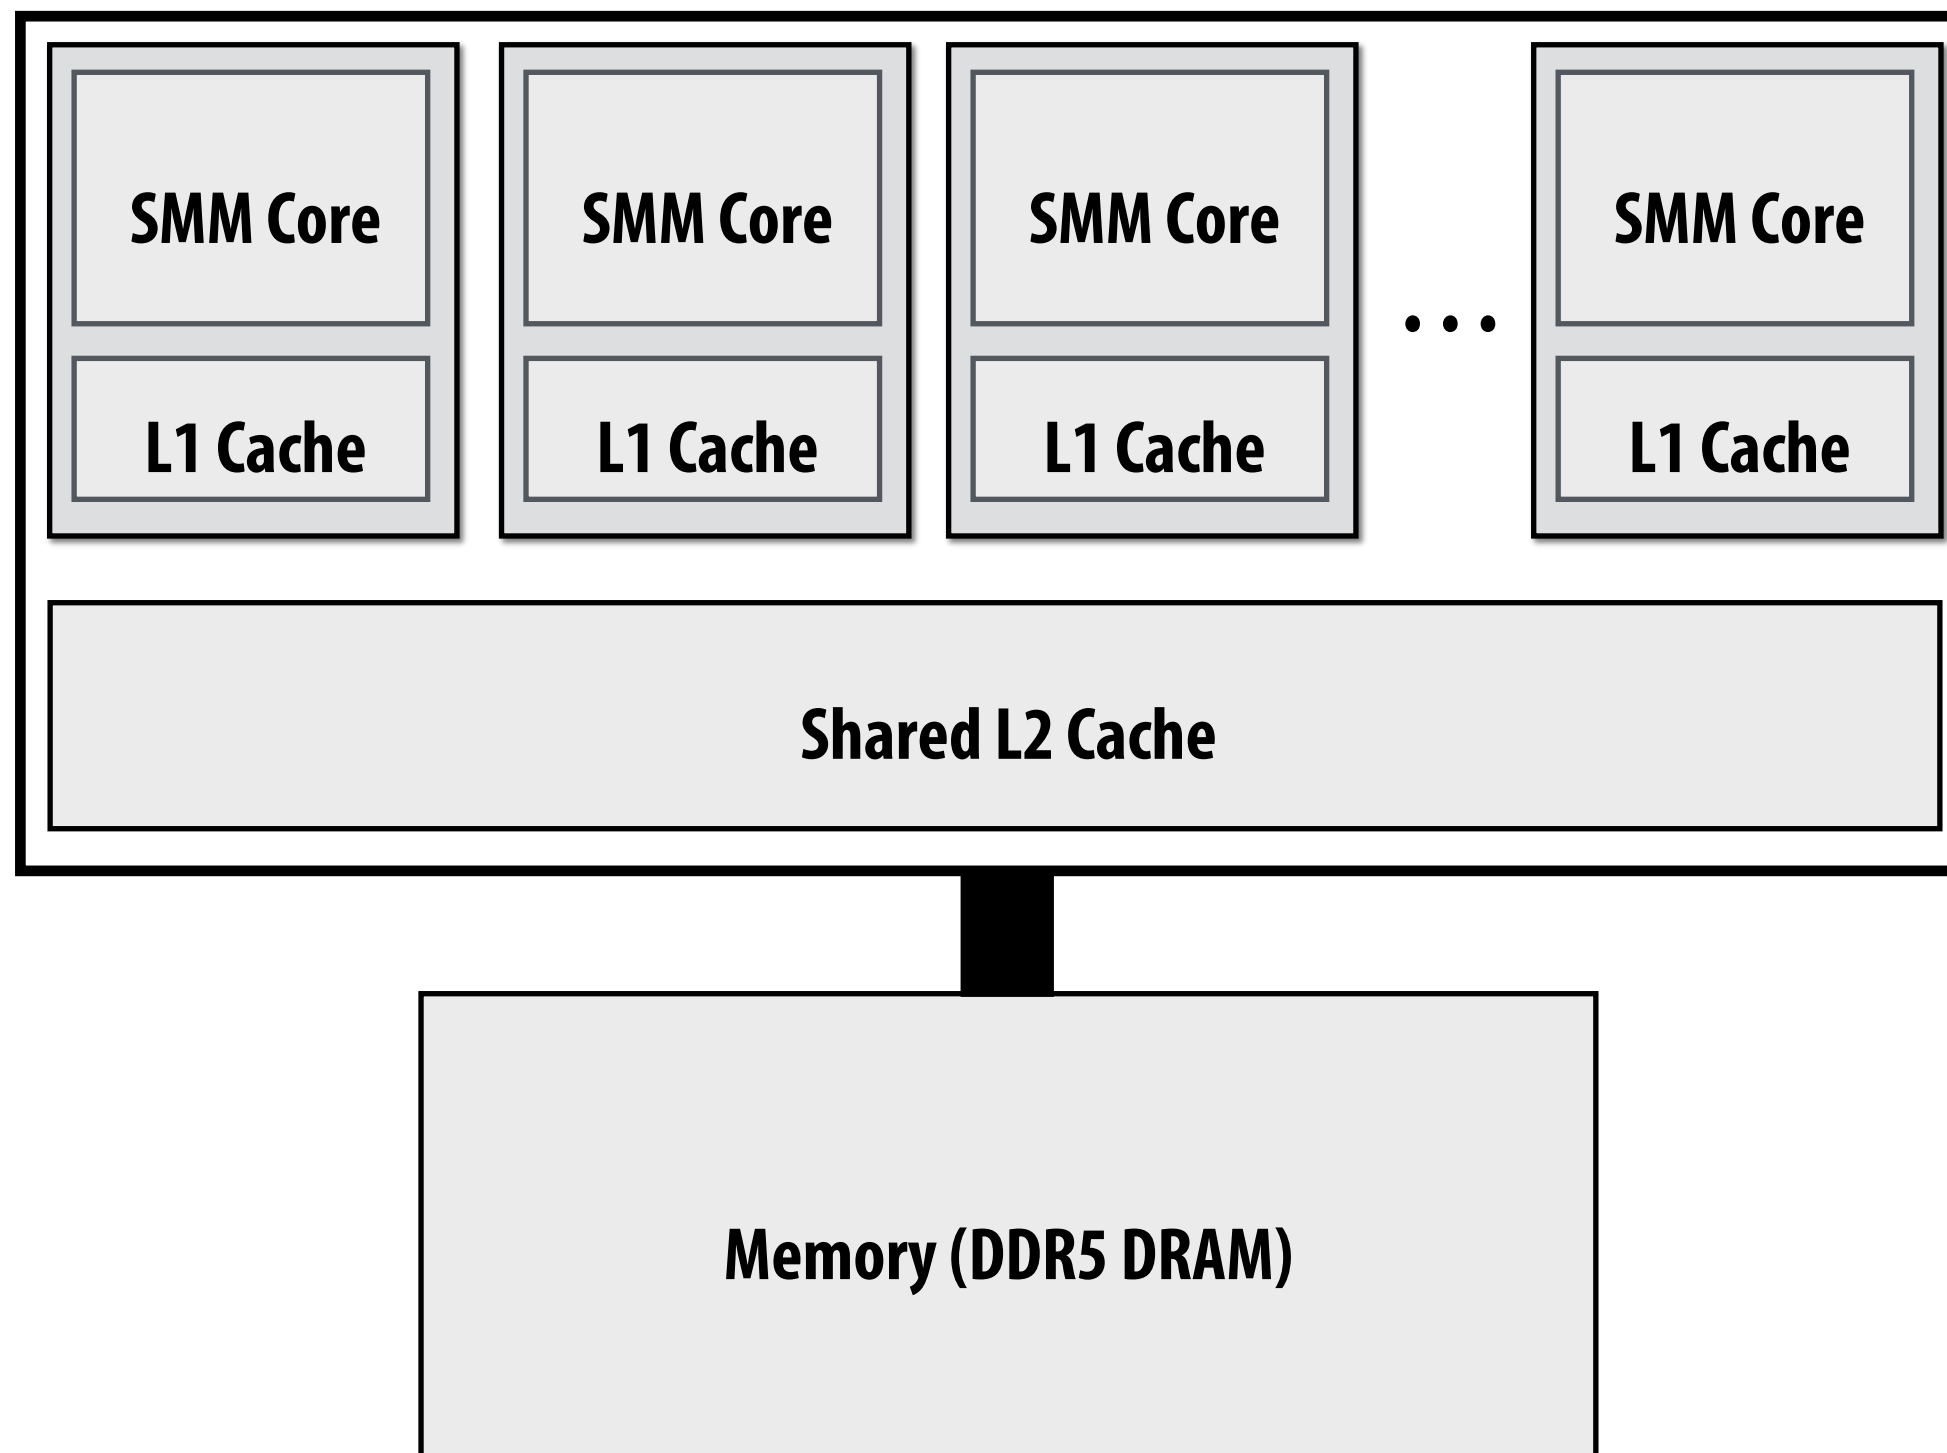 SMM Core
SMM Core
SMM Core
SMM Core
...
L1 Cache
L1 Cache
L1 Cache
L1 Cache
Shared L2 Cache
Memory (DDR5 DRAM)